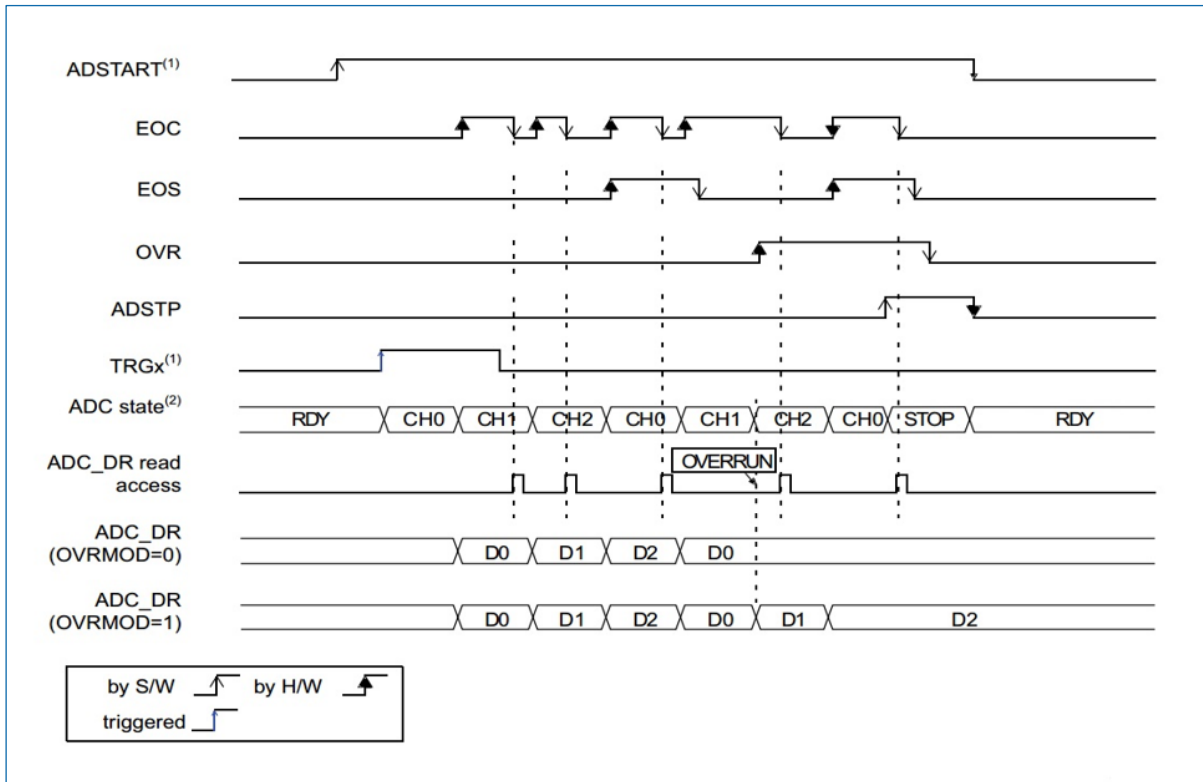 ADSTART(1)
EOC
EOS
OVR
ADSTP
TRGx(1)
ADC state(2)
RDY CH0 CH1 CH2 CH0 CH1 CH2 CH0 STOP RDY
ADC_DR read
access
OVERRUN
ADC_DR
(OVRMOD=0)
D0 D1 D2 D0
ADC_DR
(OVRMOD=1)
D0 D1 D2 D0 D1 D2
by S/W by H/W
triggered